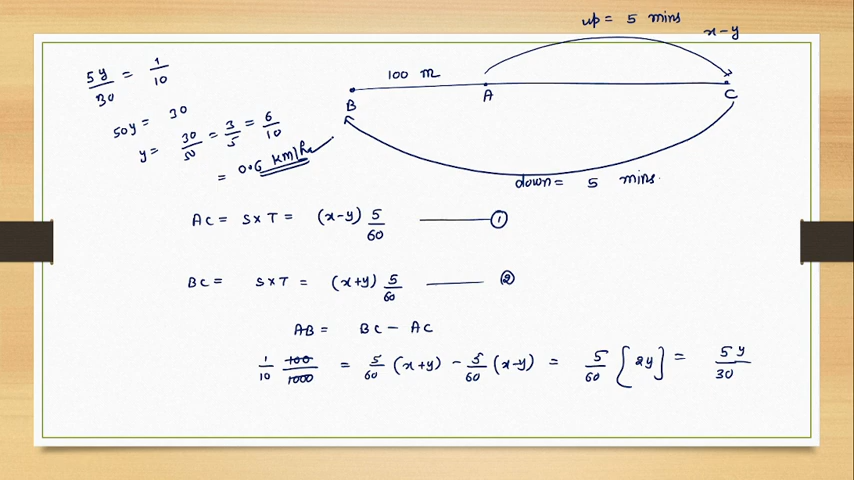 up = 5 mins
x-y
100 m
B
A
C
down = 5 mins.
5y/30 = 1/10
50y = 30
y = 30/50 = 3/5 = 6/10
= 0.6 km/hr
AC = S x T = (x-y) 5/60 ①
BC = S x T = (x+y) 5/60 ②
AB = BC - AC
1/10 100/1000 = 5/60 (x+y) - 5/60 (x-y) = 5/60 [2y] = 5y/30